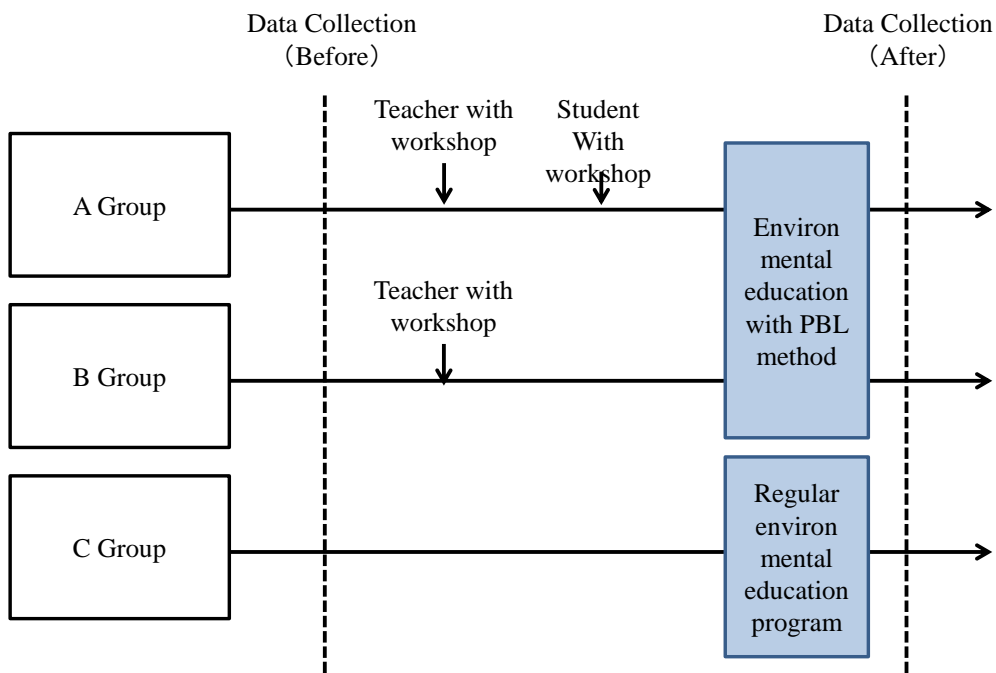 Data Collection
（Before）
Data Collection
（After）
Teacher with
workshop
Student
With
workshop
A Group
Environ
mental
education
with PBL
method
Teacher with
workshop
B Group
C Group
Regular
environ
mental
education
program